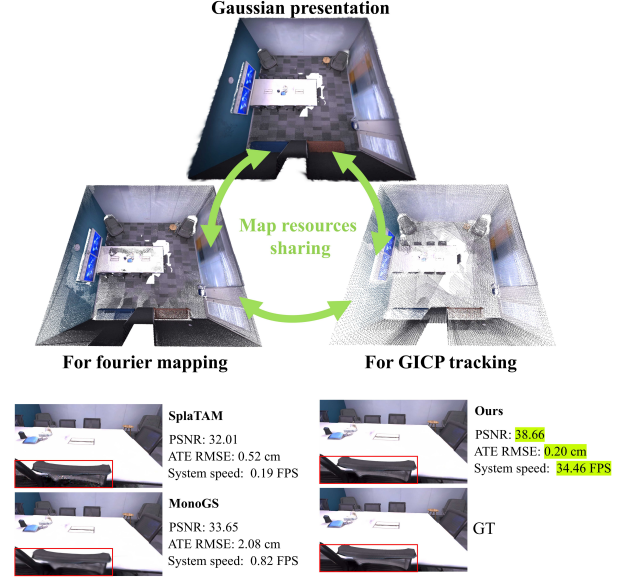 Gaussian presentation
Map resources
sharing
For fourier mapping
For GICP tracking
SplaTAM
PSNR: 32.01
ATE RMSE: 0.52 cm
System speed: 0.19 FPS
MonoGS
PSNR: 33.65
ATE RMSE: 2.08 cm
System speed: 0.82 FPS
Ours
PSNR: 38.66
ATE RMSE: 0.20 cm
System speed: 34.46 FPS
GT